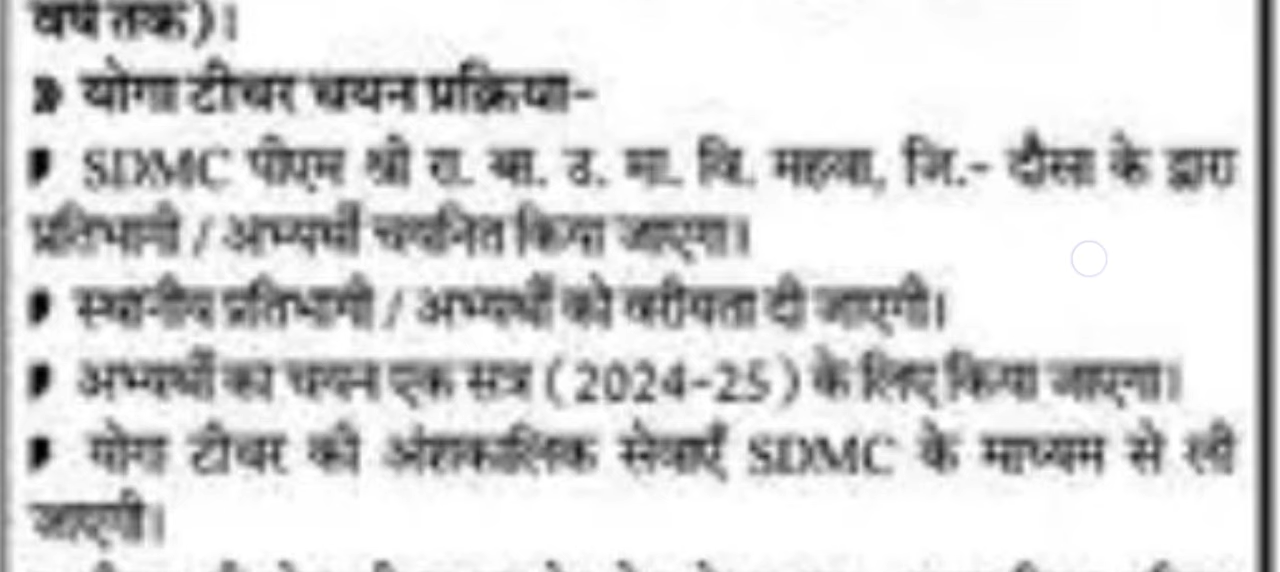 वर्ष तक)।
योगा टीचर चयन प्रक्रिया-
SDMC पीएम श्री रा. बा. उ. मा. वि. महवा, जि.- दौसा के द्वारा
प्रतिभागी / अभ्यर्थी चयनित किया जाएगा।
स्थानीय प्रतिभागी / अभ्यर्थी को वरीयता दी जाएगी।
अभ्यर्थी का चयन एक सत्र (2024-25) के लिए किया जाएगा।
योगा टीचर की अंशकालिक सेवाएँ SDMC के माध्यम से ली
जाएगी।